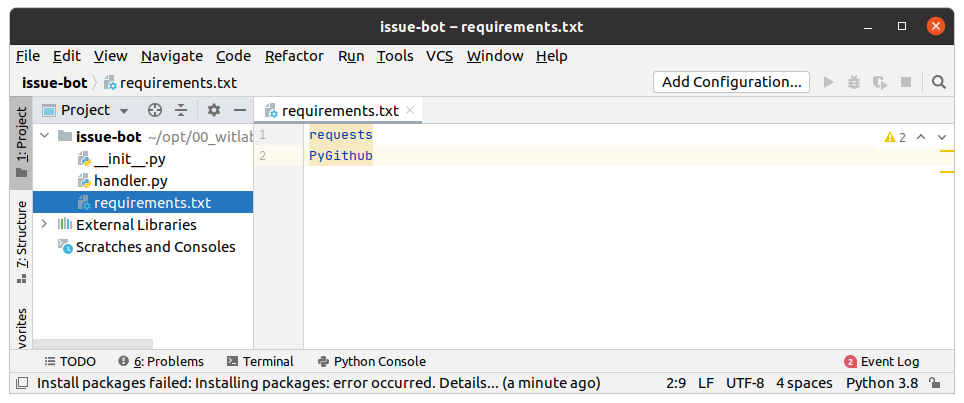 issue-bot – requirements.txt
File Edit View Navigate Code Refactor Run Tools VCS Window Help
issue-bot requirements.txt Add Configuration...
1: Project
Project
requirements.txt
issue-bot ~/opt/00_witlab
__init__.py
handler.py
requirements.txt
External Libraries
Scratches and Consoles
7: Structure
vorites
1 requests
2 PyGithub
2
TODO 6: Problems Terminal Python Console 2 Event Log
Install packages failed: Installing packages: error occurred. Details... (a minute ago) 2:9 LF UTF-8 4 spaces Python 3.8